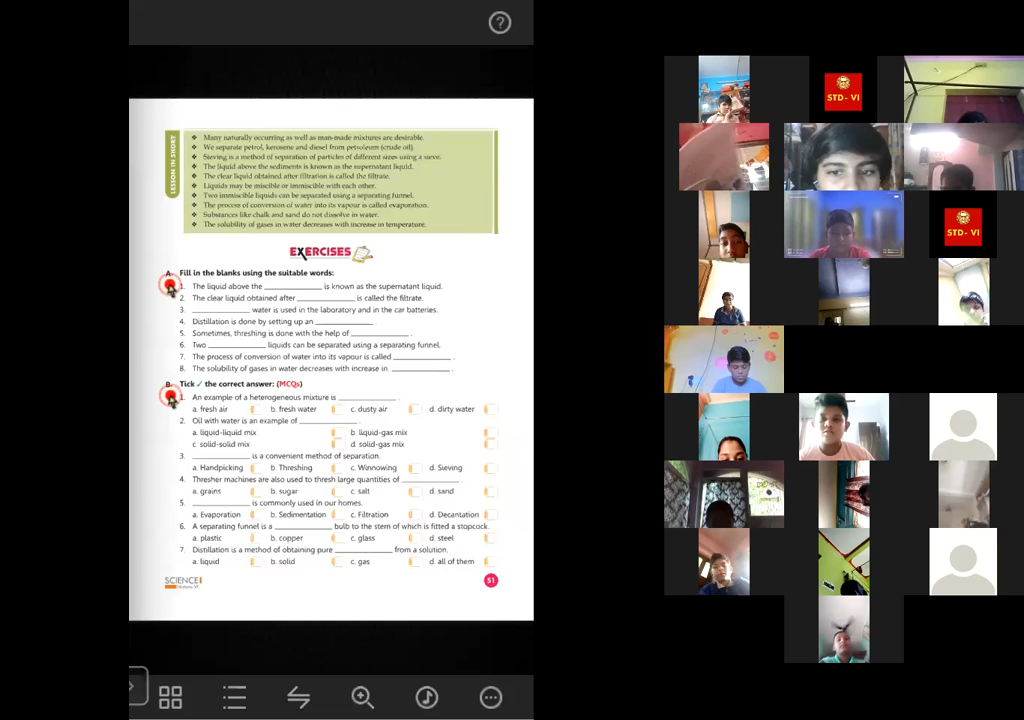 LESSON IN SHORT
❖ Many naturally occurring as well as man-made mixtures are desirable.
❖ We separate petrol, kerosene and diesel from petroleum (crude oil).
❖ Sieving is a method of separation of particles of different sizes using a sieve.
❖ The liquid above the sediments is known as the supernatant liquid.
❖ The clear liquid obtained after filtration is called the filtrate.
❖ Liquids may be miscible or immiscible with each other.
❖ Two immiscible liquids can be separated using a separating funnel.
❖ The process of conversion of water into its vapour is called evaporation.
❖ Substances like chalk and sand do not dissolve in water.
❖ The solubility of gases in water decreases with increase in temperature.
EXERCISES
A. Fill in the blanks using the suitable words:
1. The liquid above the ____________ is known as the supernatant liquid.
2. The clear liquid obtained after ____________ is called the filtrate.
3. ____________ water is used in the laboratory and in the car batteries.
4. Distillation is done by setting up an ____________ .
5. Sometimes, threshing is done with the help of ____________ .
6. Two ____________ liquids can be separated using a separating funnel.
7. The process of conversion of water into its vapour is called ____________ .
8. The solubility of gases in water decreases with increase in ____________ .
B. Tick ✓ the correct answer: (MCQs)
1. An example of a heterogeneous mixture is ____________ .
a. fresh air b. fresh water c. dusty air d. dirty water
2. Oil with water is an example of ____________ .
a. liquid-liquid mix b. liquid-gas mix
c. solid-solid mix d. solid-gas mix
3. ____________ is a convenient method of separation.
a. Handpicking b. Threshing c. Winnowing d. Sieving
4. Thresher machines are also used to thresh large quantities of ____________ .
a. grains b. sugar c. salt d. sand
5. ____________ is commonly used in our homes.
a. Evaporation b. Sedimentation c. Filtration d. Decantation
6. A separating funnel is a ____________ bulb to the stem of which is fitted a stopcock.
a. plastic b. copper c. glass d. steel
7. Distillation is a method of obtaining pure ____________ from a solution.
a. liquid b. solid c. gas d. all of them
SCIENCE
51
STD- VI
STD- VI